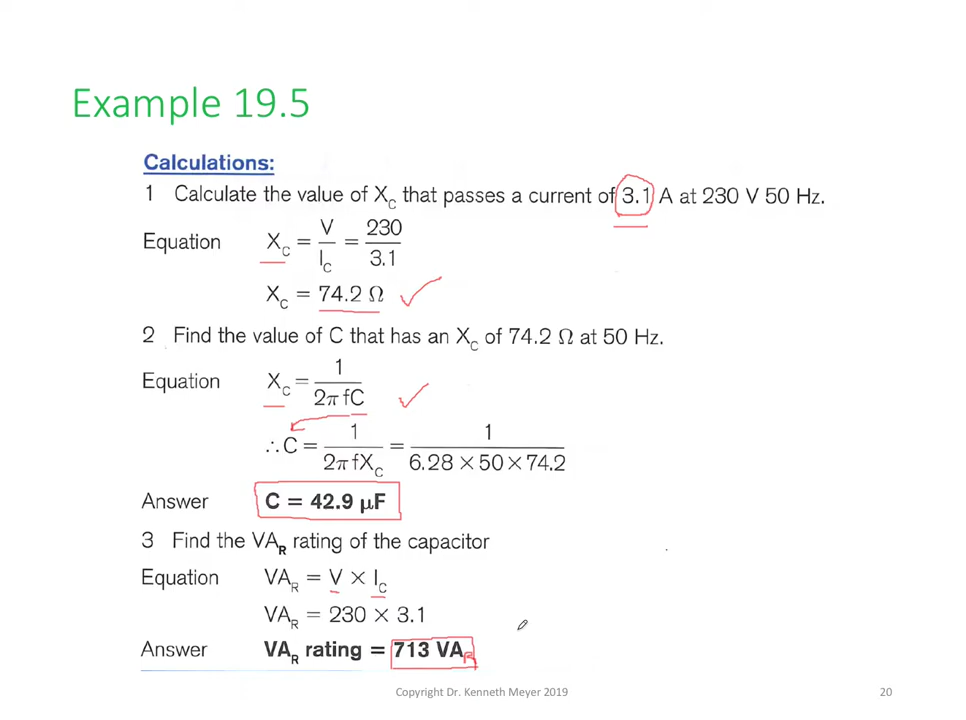 Example 19.5
Calculations:
1 Calculate the value of X_C that passes a current of 3.1 A at 230 V 50 Hz.
Equation X_C = V / I_C = 230 / 3.1
X_C = 74.2 Ω
2 Find the value of C that has an X_C of 74.2 Ω at 50 Hz.
Equation X_C = 1 / 2π fC
∴ C = 1 / 2π fX_C = 1 / 6.28 × 50 × 74.2
Answer C = 42.9 μF
3 Find the VA_R rating of the capacitor
Equation VA_R = V × I_C
VA_R = 230 × 3.1
Answer VA_R rating = 713 VA_R
Copyright Dr. Kenneth Meyer 2019
20